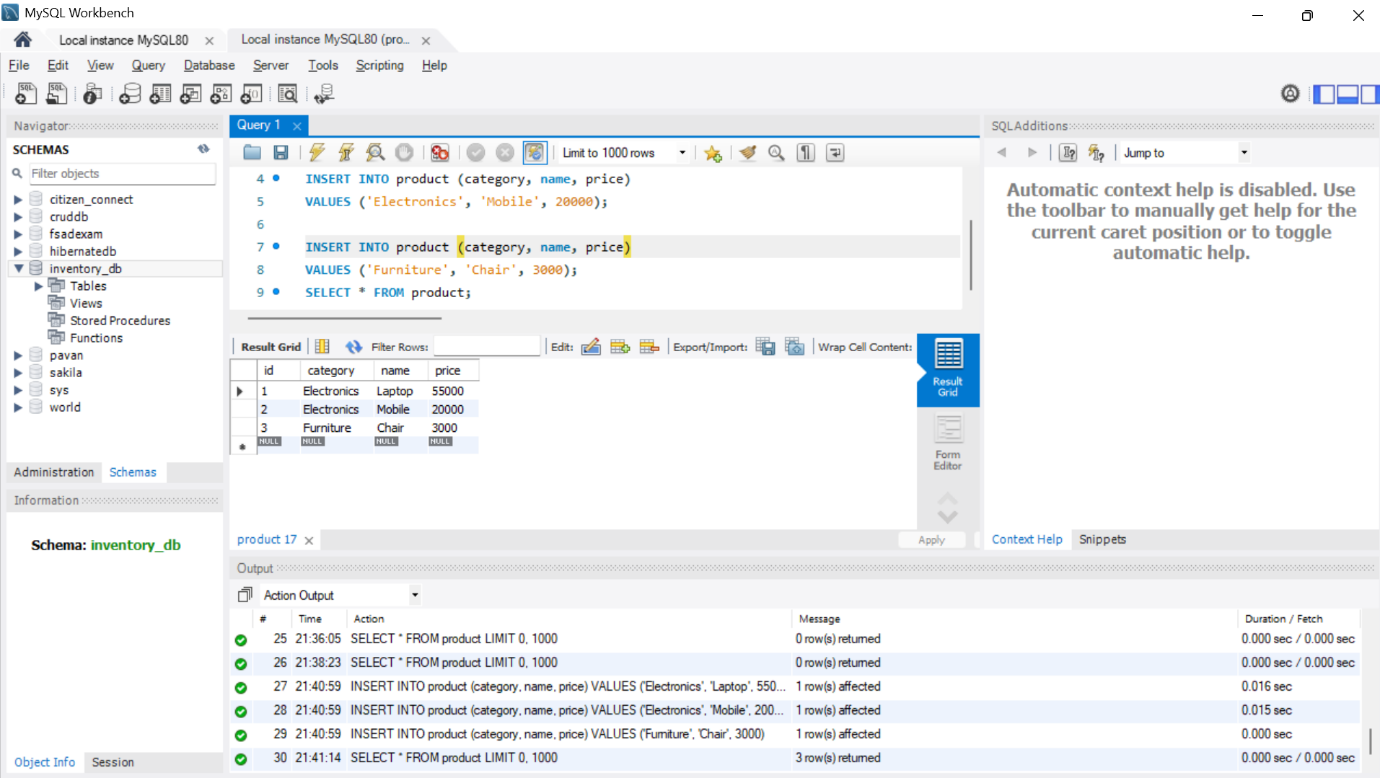 MySQL Workbench
Local instance MySQL80 Local instance MySQL80 (pro...
File Edit View Query Database Server Tools Scripting Help
Navigator
SCHEMAS
Filter objects
citizen_connect
cruddb
fsadexam
hibernatedb
inventory_db
Tables
Views
Stored Procedures
Functions
pavan
sakila
sys
world
Administration Schemas
Information
Schema: inventory_db
Object Info Session
Query 1
Limit to 1000 rows
4 INSERT INTO product (category, name, price)
5 VALUES ('Electronics', 'Mobile', 20000);
6
7 INSERT INTO product (category, name, price)
8 VALUES ('Furniture', 'Chair', 3000);
9 SELECT * FROM product;
Result Grid Filter Rows: Edit: Export/Import: Wrap Cell Content:
id category name price
1 Electronics Laptop 55000
2 Electronics Mobile 20000
3 Furniture Chair 3000
NULL NULL NULL NULL
Result
Grid
Form
Editor
product 17 Apply
SQLAdditions
Jump to
Automatic context help is disabled. Use
the toolbar to manually get help for the
current caret position or to toggle
automatic help.
Context Help Snippets
Output
Action Output
# Time Action Message Duration / Fetch
25 21:36:05 SELECT * FROM product LIMIT 0, 1000 0 row(s) returned 0.000 sec / 0.000 sec
26 21:38:23 SELECT * FROM product LIMIT 0, 1000 0 row(s) returned 0.000 sec / 0.000 sec
27 21:40:59 INSERT INTO product (category, name, price) VALUES ('Electronics', 'Laptop', 550... 1 row(s) affected 0.016 sec
28 21:40:59 INSERT INTO product (category, name, price) VALUES ('Electronics', 'Mobile', 200... 1 row(s) affected 0.015 sec
29 21:40:59 INSERT INTO product (category, name, price) VALUES ('Furniture', 'Chair', 3000) 1 row(s) affected 0.000 sec
30 21:41:14 SELECT * FROM product LIMIT 0, 1000 3 row(s) returned 0.000 sec / 0.000 sec